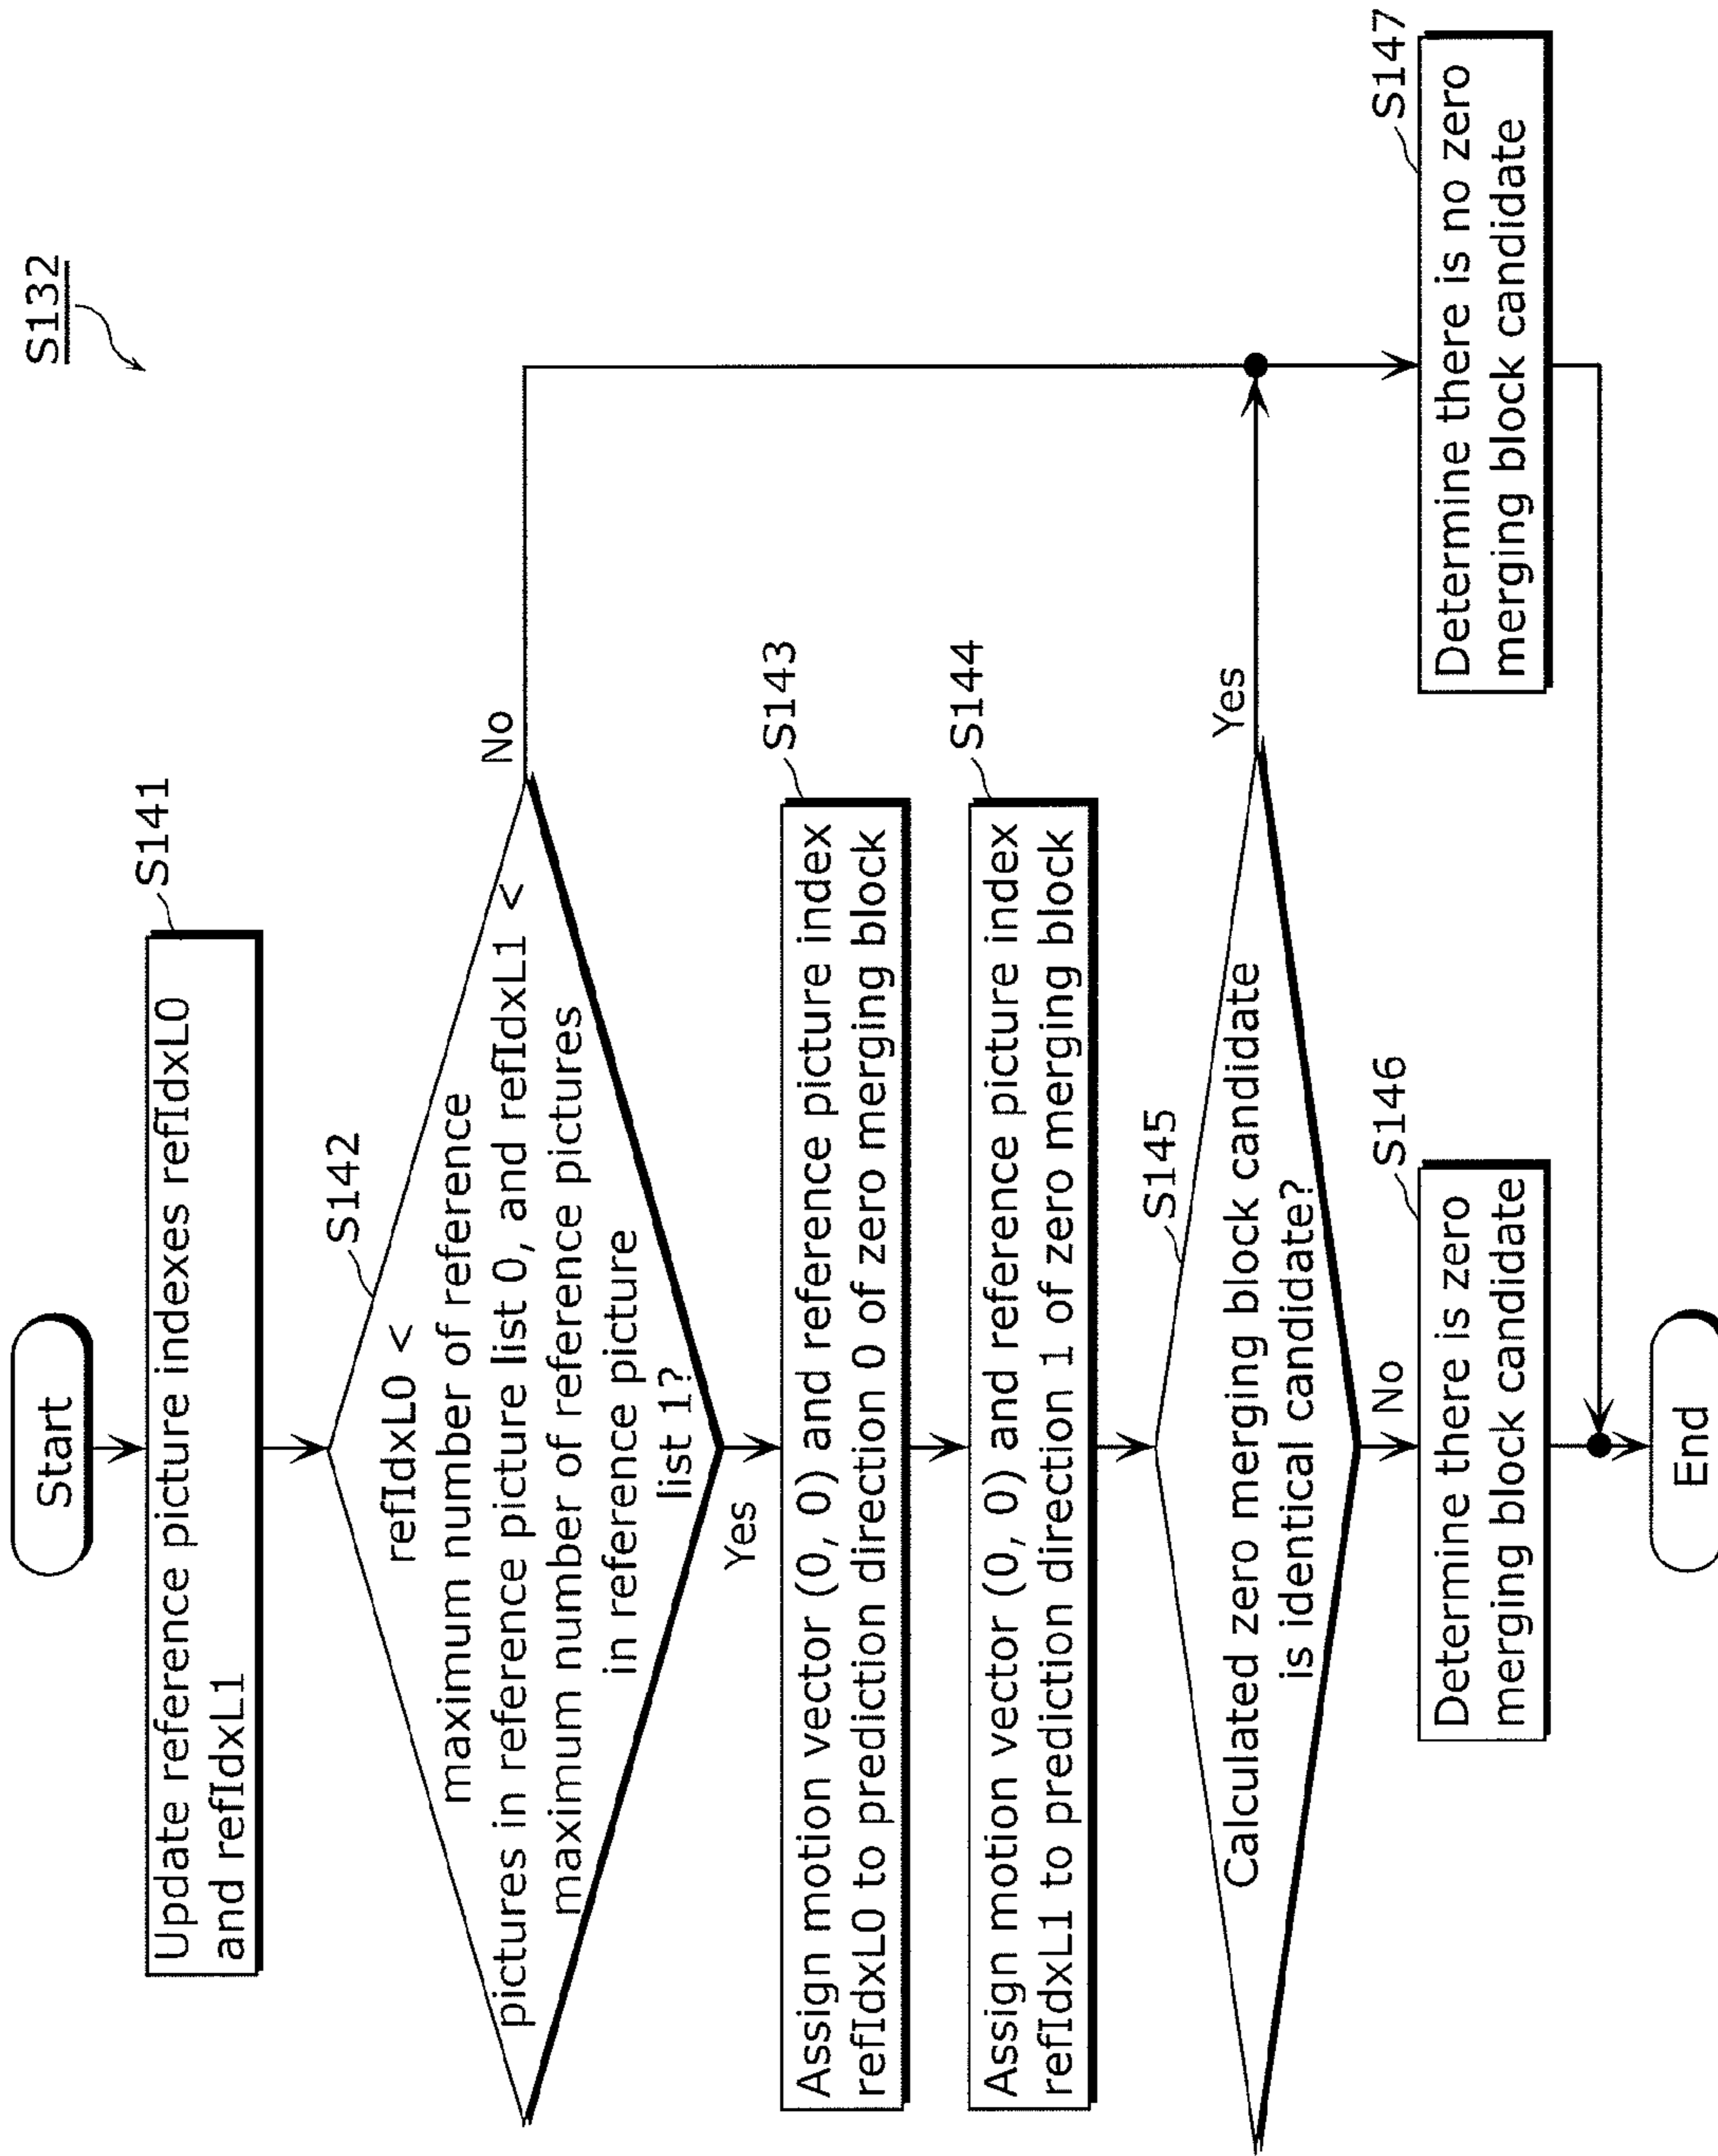 S132
Start
S141
Update reference picture indexes refIdxL0
and refIdxL1
S142
refIdxL0 <
maximum number of reference
pictures in reference picture list 0, and refIdxL1 <
maximum number of reference pictures
in reference picture
list 1?
No
Yes
S143
Assign motion vector (0, 0) and reference picture index
refIdxL0 to prediction direction 0 of zero merging block
S144
Assign motion vector (0, 0) and reference picture index
refIdxL1 to prediction direction 1 of zero merging block
S145
Calculated zero merging block candidate
is identical candidate?
Yes
No
S146
Determine there is zero
merging block candidate
S147
Determine there is no zero
merging block candidate
End